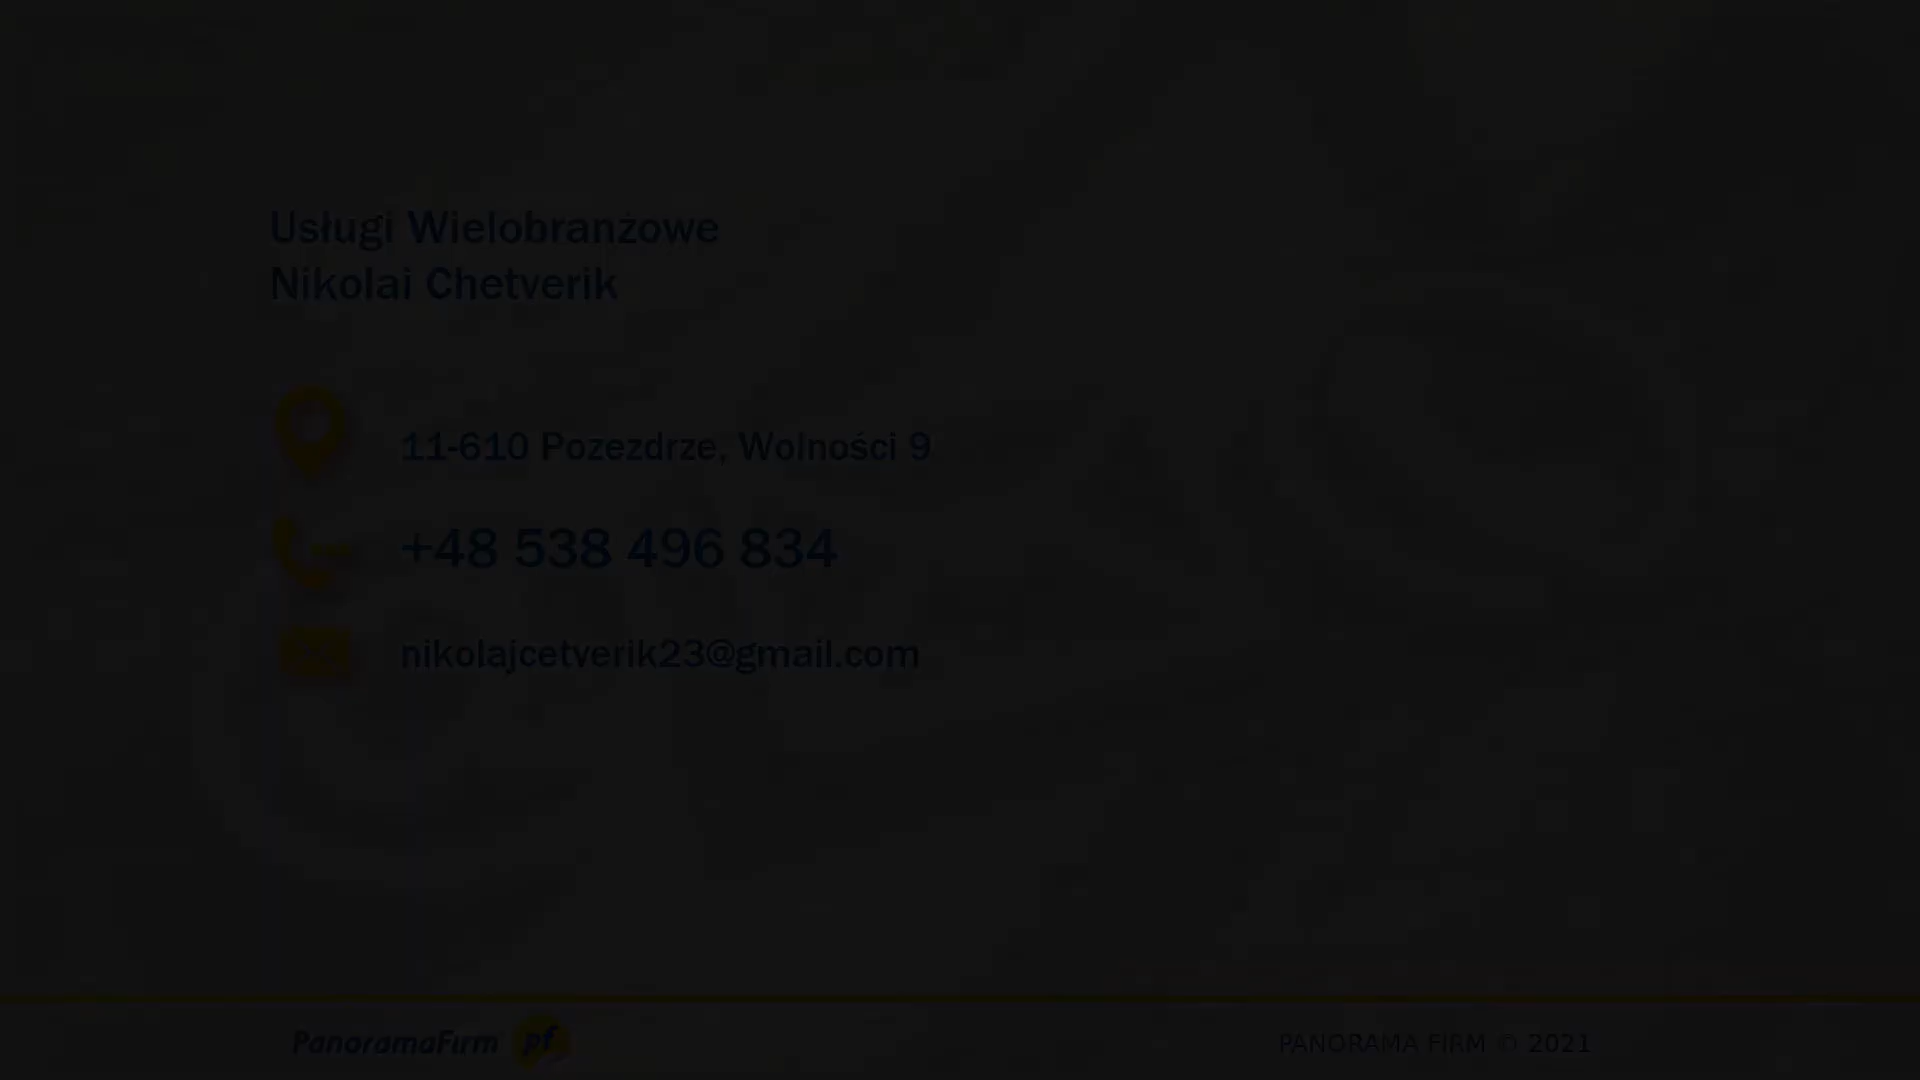 Usługi Wielobranżowe
Nikolai Chetverik
11-610 Pozezdrze, Wolności 9
+48 538 496 834
nikolajcetverik23@gmail.com
PanoramaFirm pf
PANORAMA FIRM © 2021